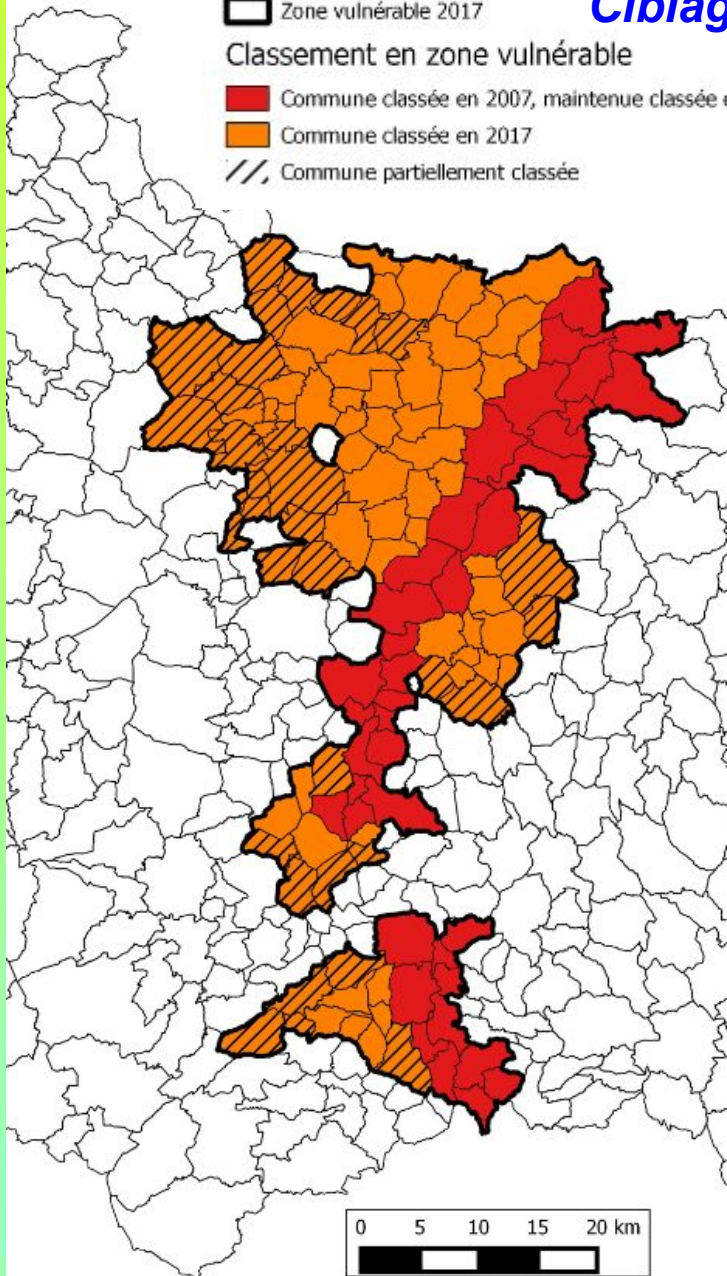 Zone vulnérable 2017
Ciblag
Classement en zone vulnérable
Commune classée en 2007, maintenue classée e
Commune classée en 2017
Commune partiellement classée
0 5 10 15 20 km